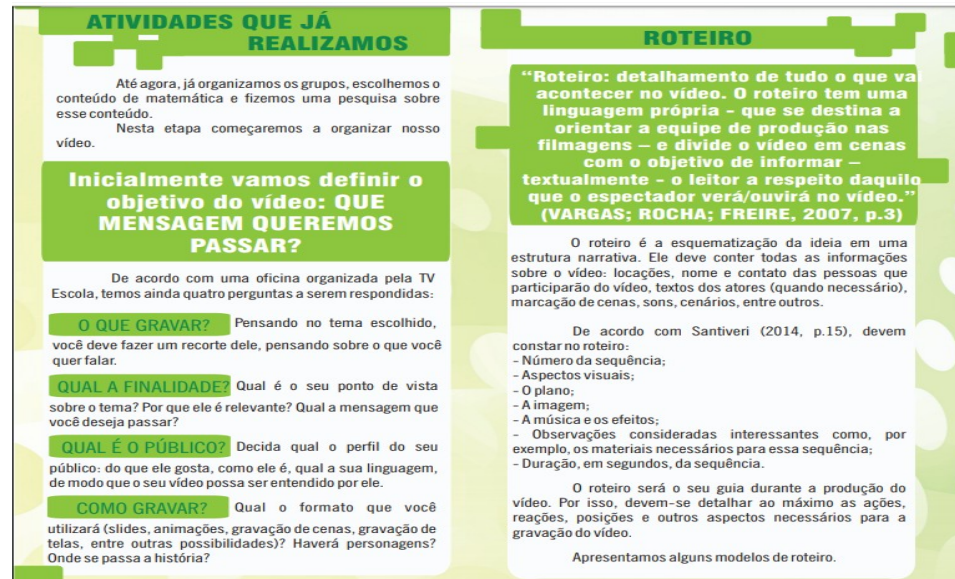 ATIVIDADES QUE JÁ
REALIZAMOS
Até agora, já organizamos os grupos, escolhemos o
conteúdo de matemática e fizemos uma pesquisa sobre
esse conteúdo.
Nesta etapa começaremos a organizar nosso
vídeo.
Inicialmente vamos definir o
objetivo do vídeo: QUE
MENSAGEM QUEREMOS
PASSAR?
De acordo com uma oficina organizada pela TV
Escola, temos ainda quatro perguntas a serem respondidas:
O QUE GRAVAR? Pensando no tema escolhido,
você deve fazer um recorte dele, pensando sobre o que você
quer falar.
QUAL A FINALIDADE? Qual é o seu ponto de vista
sobre o tema? Por que ele é relevante? Qual a mensagem que
você deseja passar?
QUAL É O PÚBLICO? Decida qual o perfil do seu
público: do que ele gosta, como ele é, qual a sua linguagem,
de modo que o seu vídeo possa ser entendido por ele.
COMO GRAVAR? Qual o formato que você
utilizará (slides, animações, gravação de cenas, gravação de
telas, entre outras possibilidades)? Haverá personagens?
Onde se passa a história?
ROTEIRO
“Roteiro: detalhamento de tudo o que vai
acontecer no vídeo. O roteiro tem uma
linguagem própria - que se destina a
orientar a equipe de produção nas
filmagens – e divide o vídeo em cenas
com o objetivo de informar –
textualmente - o leitor a respeito daquilo
que o espectador verá/ouvirá no vídeo.”
(VARGAS; ROCHA; FREIRE, 2007, p.3)
O roteiro é a esquematização da ideia em uma
estrutura narrativa. Ele deve conter todas as informações
sobre o vídeo: locações, nome e contato das pessoas que
participarão do vídeo, textos dos atores (quando necessário),
marcação de cenas, sons, cenários, entre outros.
De acordo com Santiveri (2014, p.15), devem
constar no roteiro:
- Número da sequência;
- Aspectos visuais;
- O plano;
- A imagem;
- A música e os efeitos;
- Observações consideradas interessantes como, por
exemplo, os materiais necessários para essa sequência;
- Duração, em segundos, da sequência.
O roteiro será o seu guia durante a produção do
vídeo. Por isso, devem-se detalhar ao máximo as ações,
reações, posições e outros aspectos necessários para a
gravação do vídeo.
Apresentamos alguns modelos de roteiro.